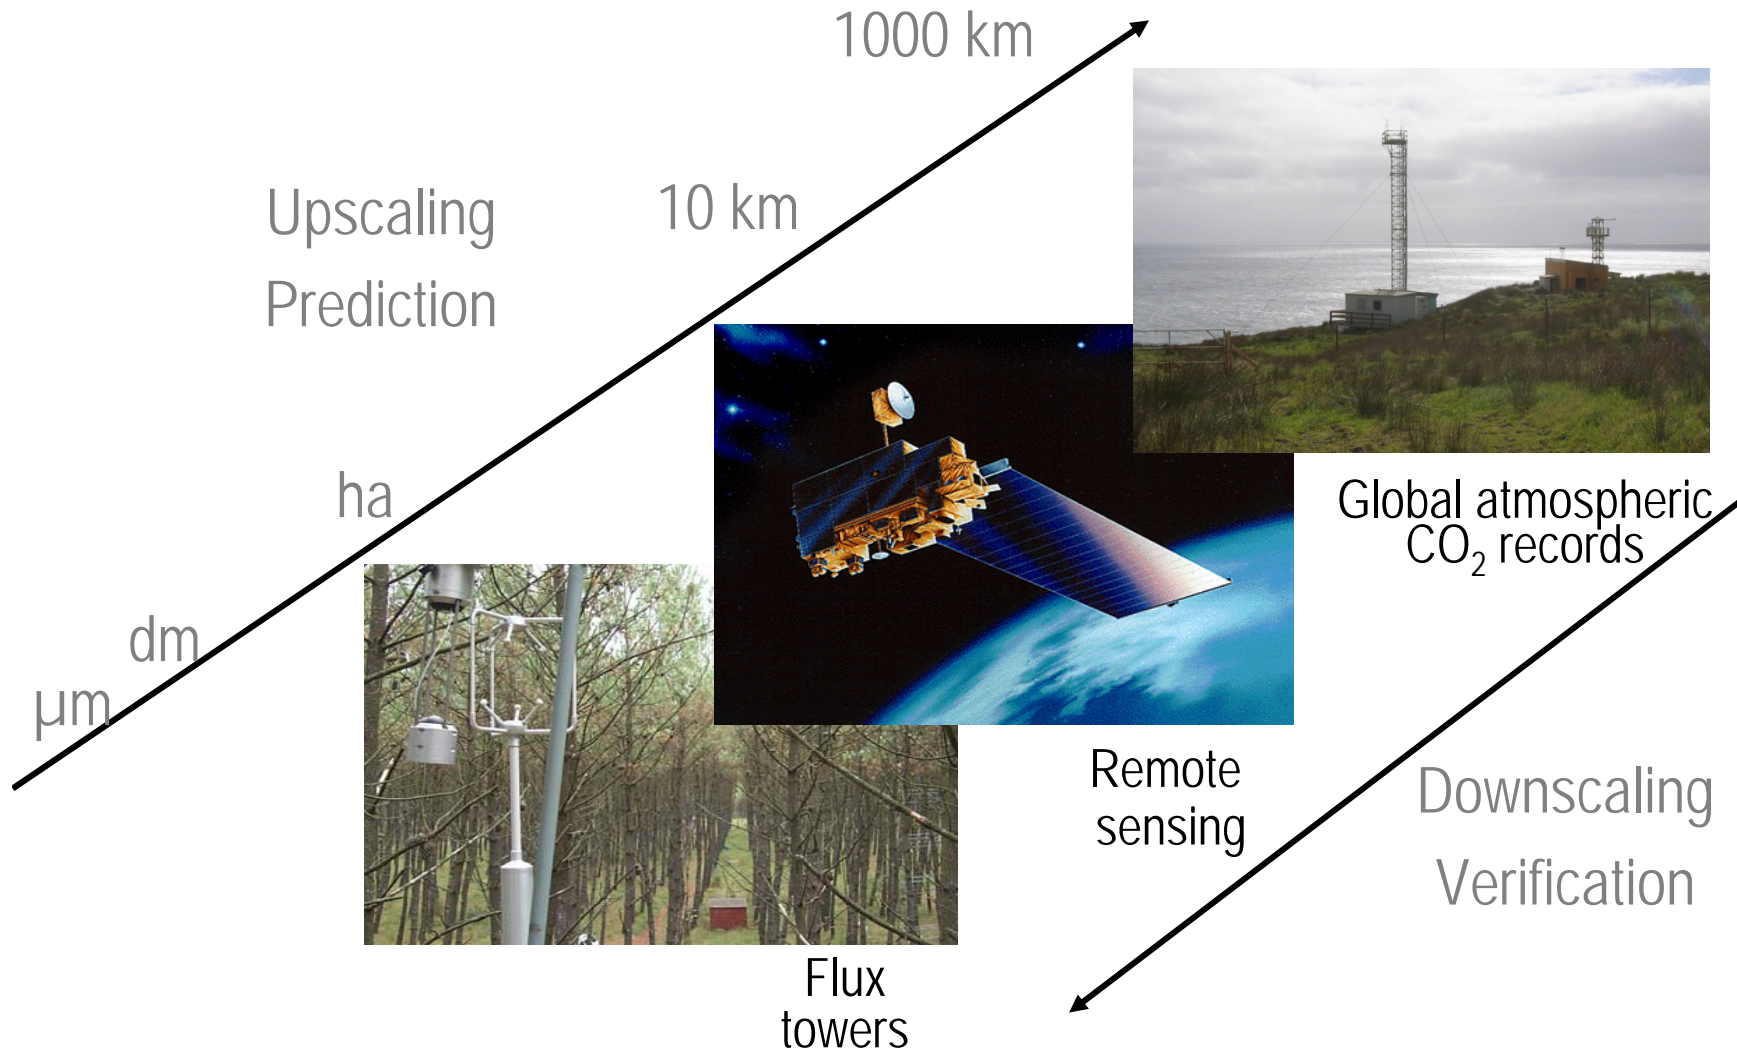 1000 km
10 km
Upscaling
Prediction
ha
dm
µm
Global atmospheric
CO₂ records
Remote
sensing
Downscaling
Verification
Flux
towers